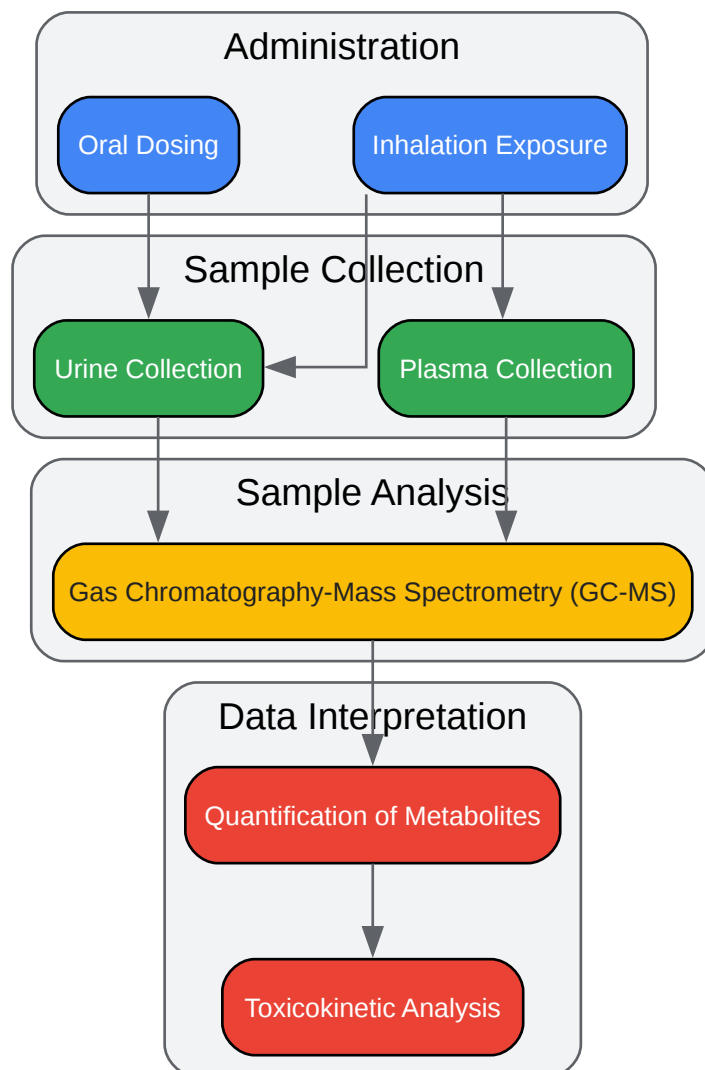 Administration
Oral Dosing
Inhalation Exposure
Sample Collection
Urine Collection
Plasma Collection
Sample Analysis
Gas Chromatography-Mass Spectrometry (GC-MS)
Data Interpretation
Quantification of Metabolites
Toxicokinetic Analysis